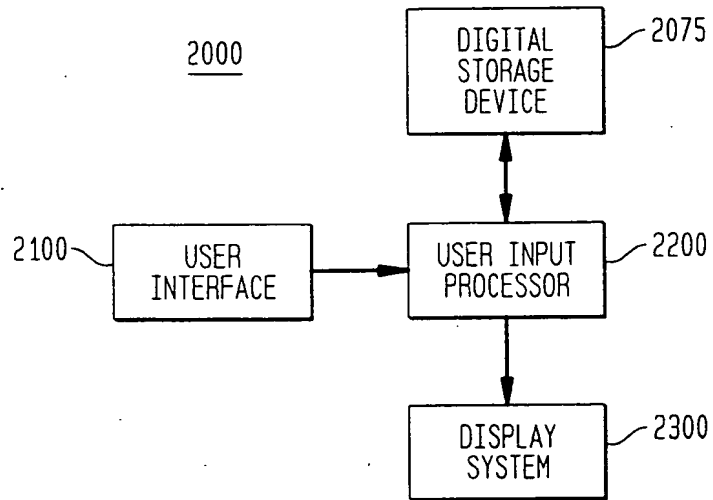 2000
DIGITAL
STORAGE
DEVICE
2075
2100
USER
INTERFACE
USER INPUT
PROCESSOR
2200
DISPLAY
SYSTEM
2300